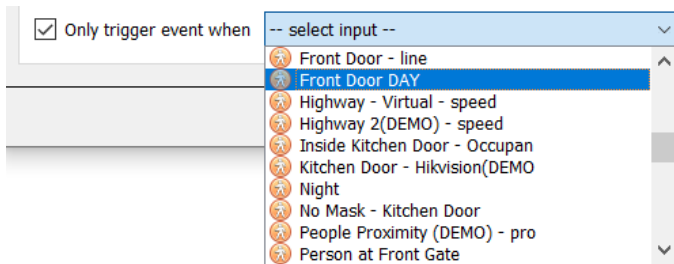 Only trigger event when -- select input --
Front Door - line
Front Door DAY
Highway - Virtual - speed
Highway 2(DEMO) - speed
Inside Kitchen Door - Occupan
Kitchen Door - Hikvision(DEMO
Night
No Mask - Kitchen Door
People Proximity (DEMO) - pro
Person at Front Gate